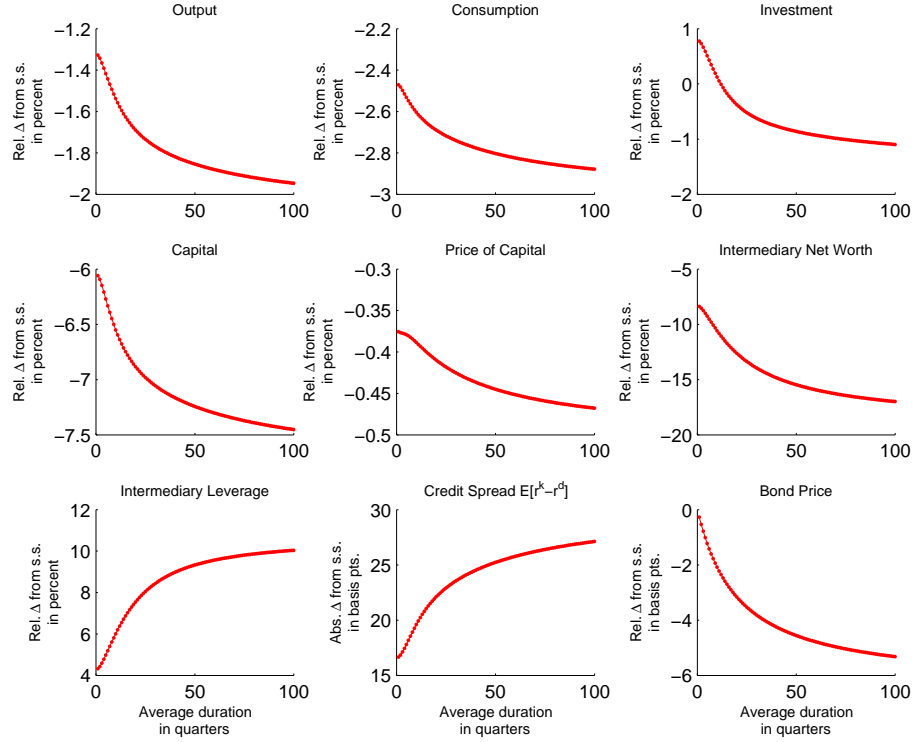 Output
Consumption
Investment
Rel. Δ from s.s.
in percent
−1.2
−1.4
−1.6
−1.8
−2
0
50
100
Rel. Δ from s.s.
in percent
−2.2
−2.4
−2.6
−2.8
−3
0
50
100
Rel. Δ from s.s.
in percent
1
0
−1
−2
0
50
100
Capital
Price of Capital
Intermediary Net Worth
Rel. Δ from s.s.
in percent
−6
−6.5
−7
−7.5
0
50
100
Rel. Δ from s.s.
in percent
−0.3
−0.35
−0.4
−0.45
−0.5
0
50
100
Rel. Δ from s.s.
in percent
−5
−10
−15
−20
0
50
100
Intermediary Leverage
Credit Spread E[r^k−r^d]
Bond Price
Rel. Δ from s.s.
in percent
12
10
8
6
4
0
50
100
Average duration
in quarters
Abs. Δ from s.s.
in basis pts.
30
25
20
15
0
50
100
Average duration
in quarters
Rel. Δ from s.s.
in basis pts.
0
−2
−4
−6
0
50
100
Average duration
in quarters